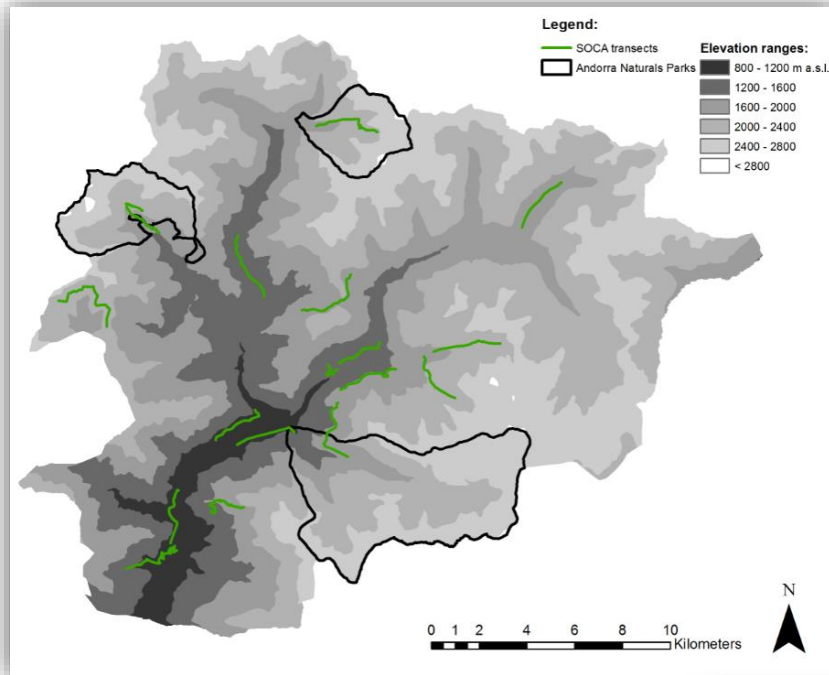 Legend:
SOCA transects
Andorra Naturals Parks
Elevation ranges:
800 - 1200 m a.s.l.
1200 - 1600
1600 - 2000
2000 - 2400
2400 - 2800
< 2800
N
0 1 2 4 6 8 10
Kilometers